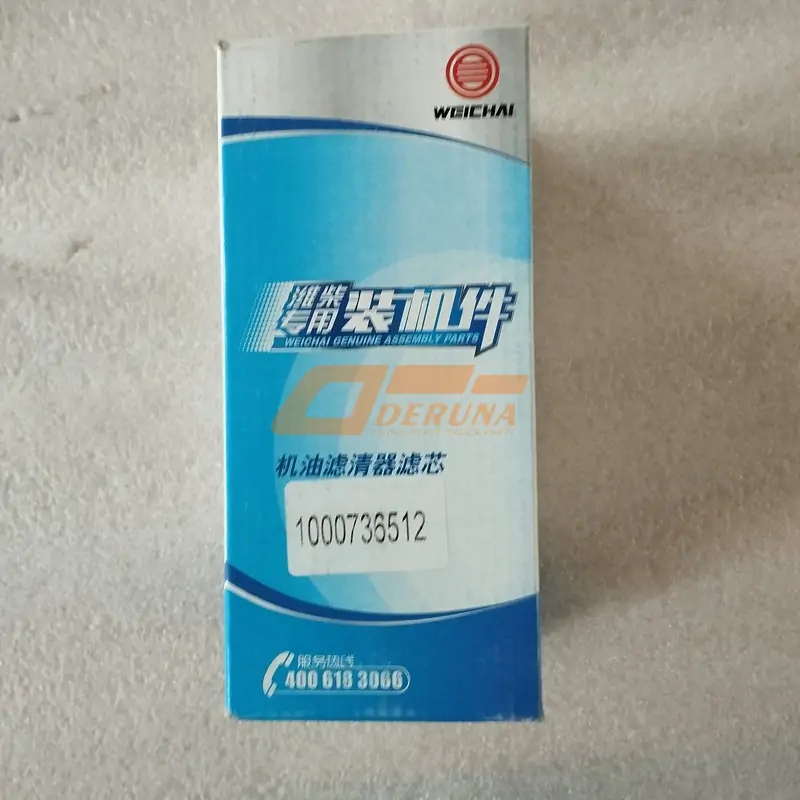 WEICHAI
潍柴
专用
装机件
WEICHAI GENUINE ASSEMBLY PARTS
DERUNA
机油滤清器滤芯
1000736512
服务热线
400 618 3066